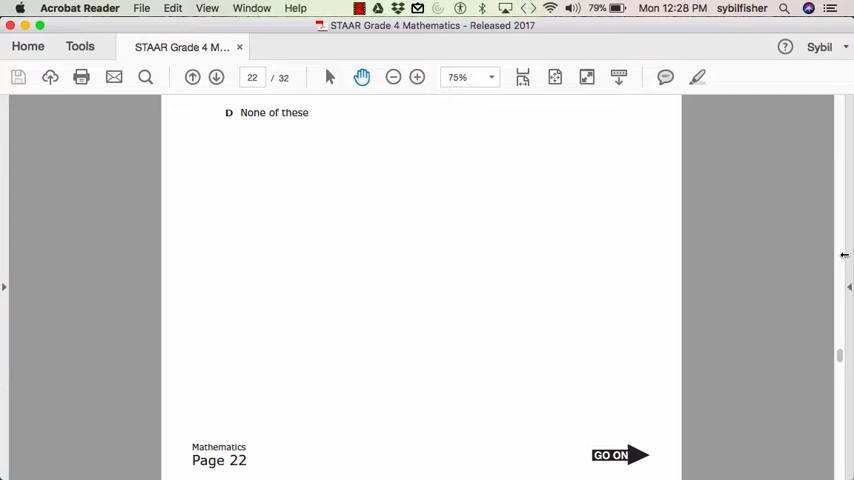 Acrobat Reader File Edit View Window Help 79% Mon 12:28 PM sybilfisher
STAAR Grade 4 Mathematics - Released 2017
Home Tools STAAR Grade 4 M... × ? Sybil
22 / 32 75%
D None of these
Mathematics
Page 22
GO ON